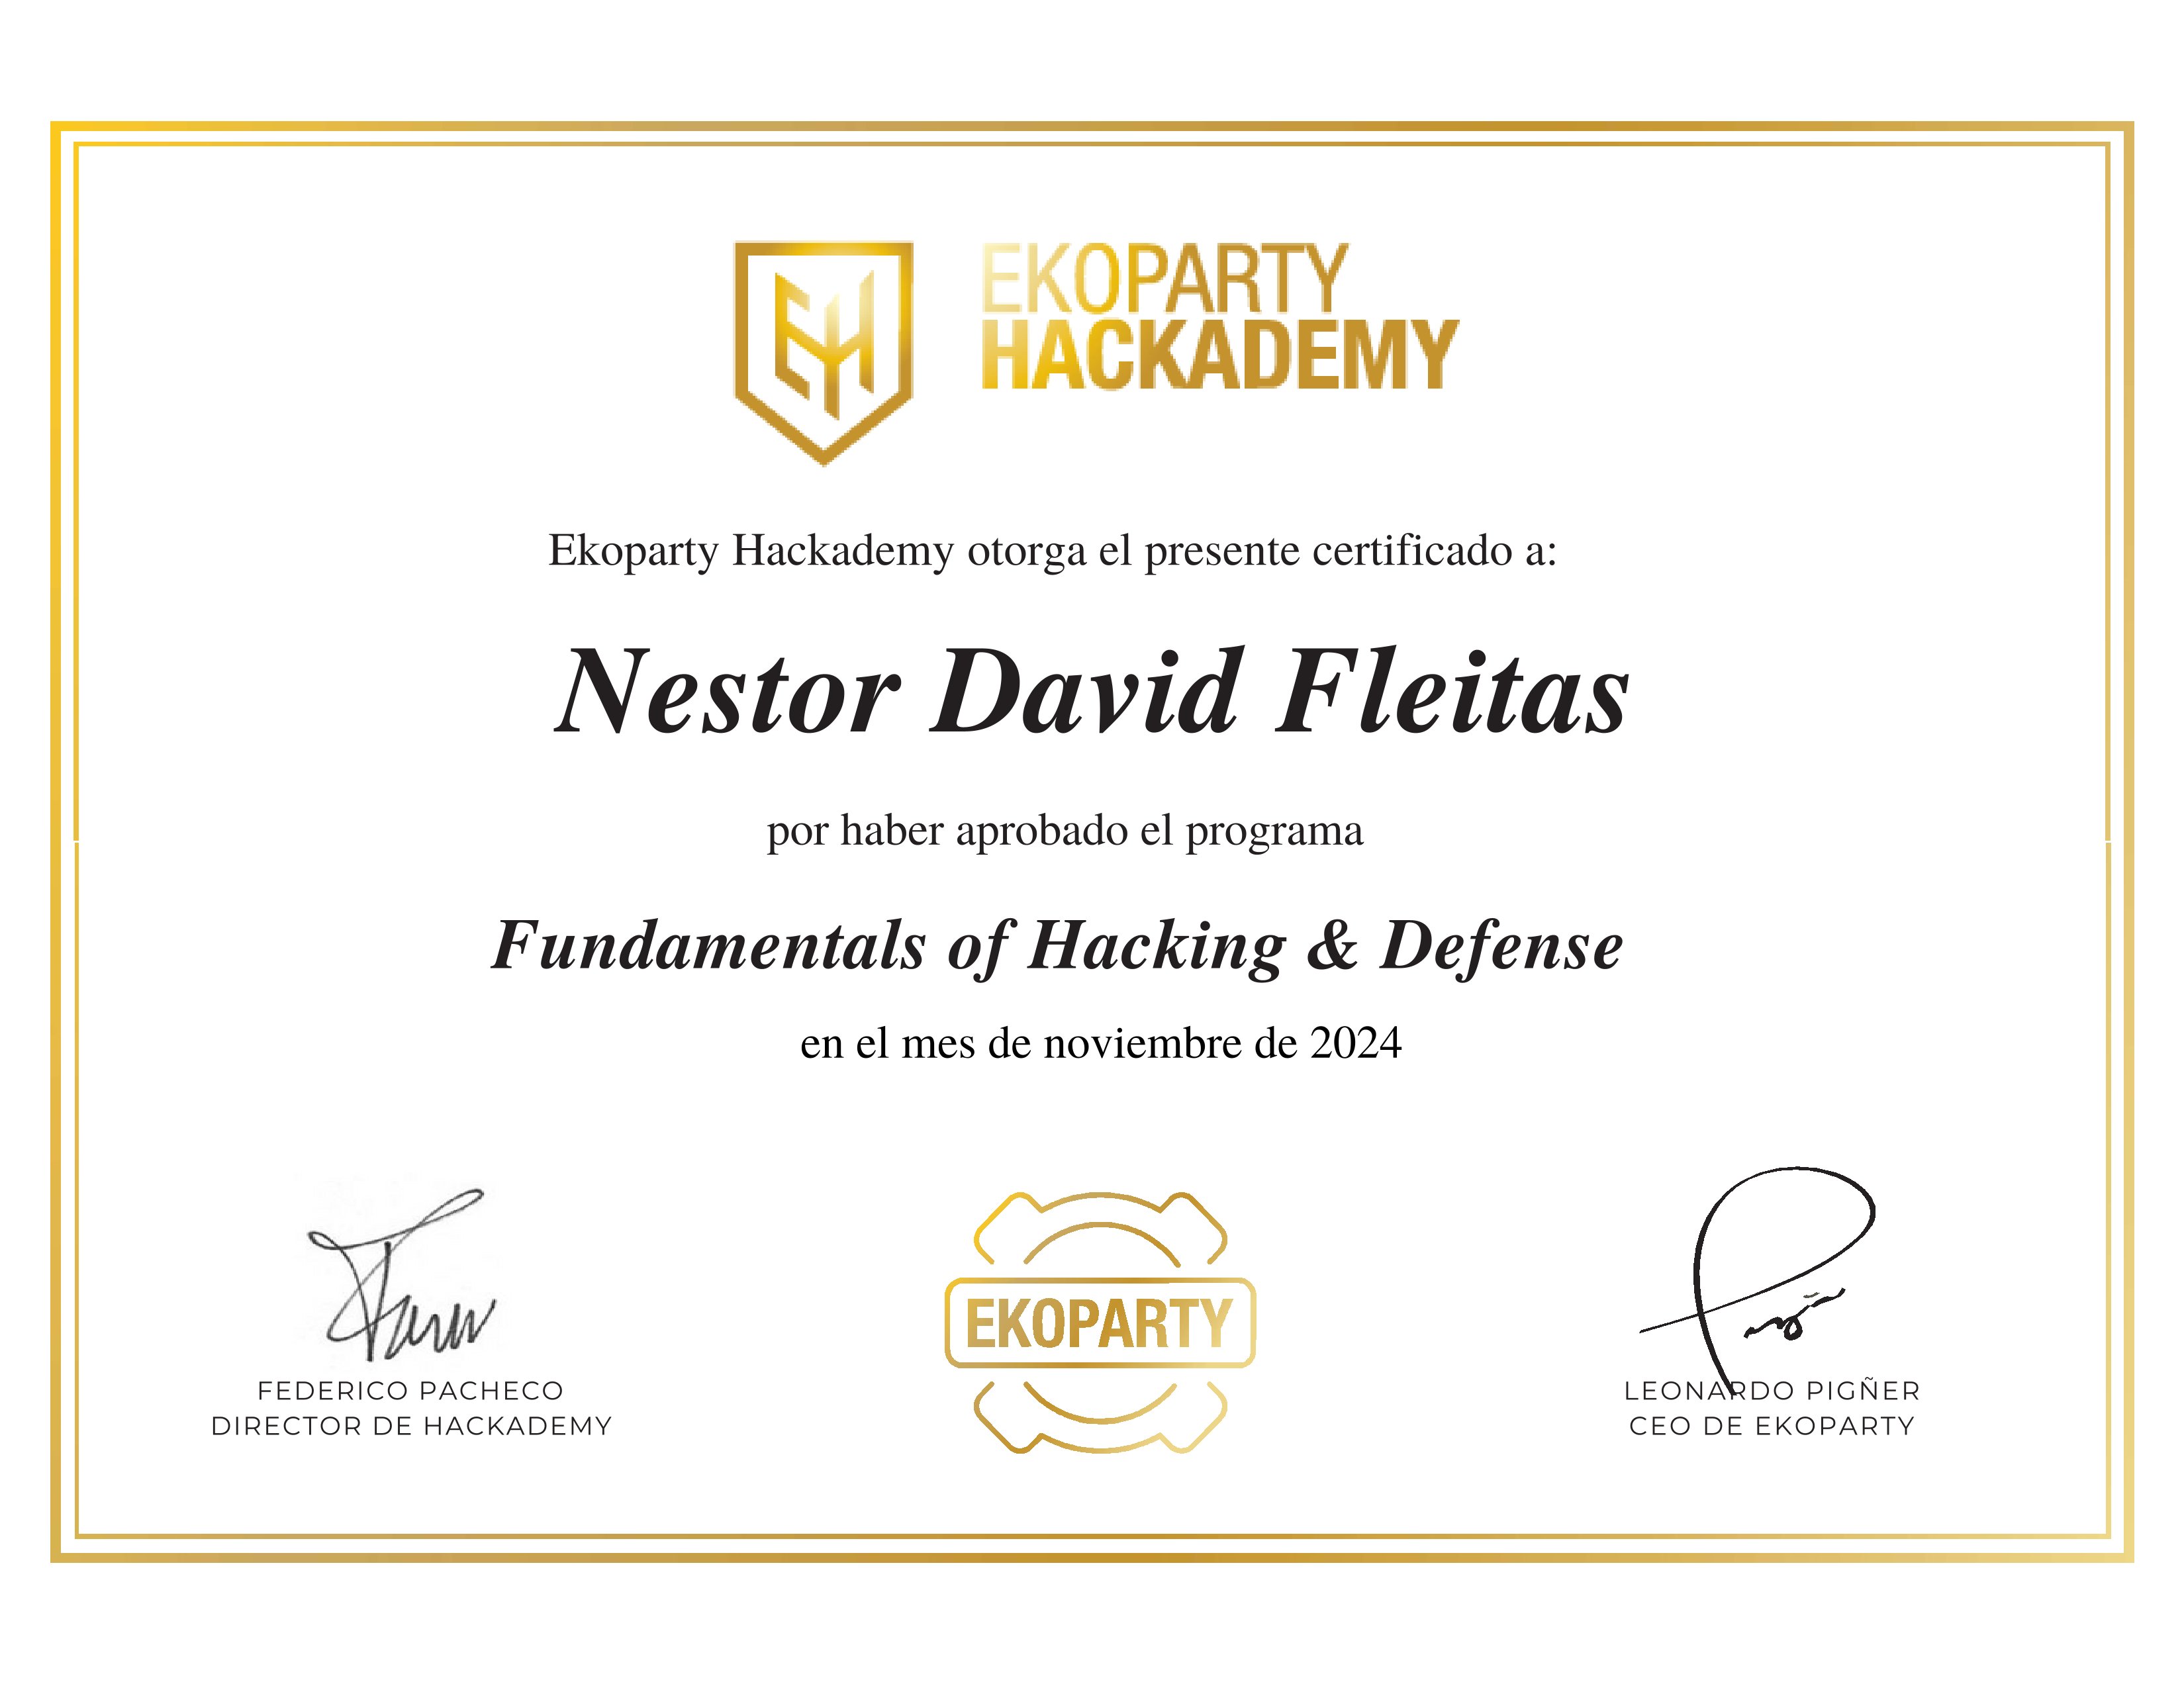 EKOPARTY
HACKADEMY
Ekoparty Hackademy otorga el presente certificado a:
Nestor David Fleitas
por haber aprobado el programa
Fundamentals of Hacking & Defense
en el mes de noviembre de 2024
EKOPARTY
FEDERICO PACHECO
DIRECTOR DE HACKADEMY
LEONARDO PIGÑER
CEO DE EKOPARTY